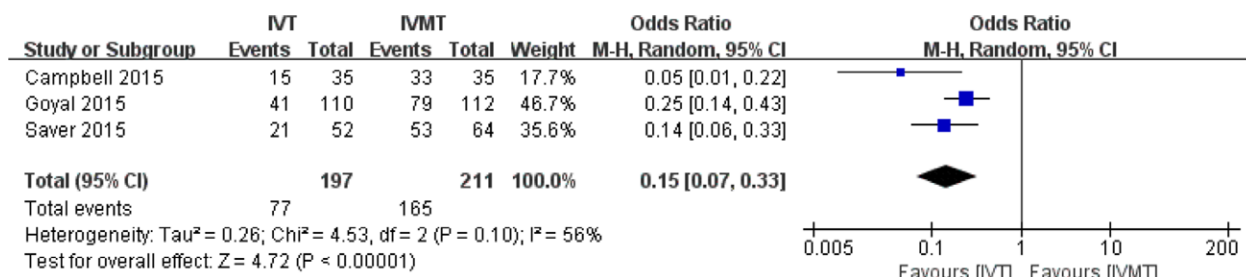 IVT IVMT Odds Ratio Odds Ratio
Study or Subgroup Events Total Events Total Weight M-H, Random, 95% CI M-H, Random, 95% CI
Campbell 2015 15 35 33 35 17.7% 0.05 [0.01, 0.22]
Goyal 2015 41 110 79 112 46.7% 0.25 [0.14, 0.43]
Saver 2015 21 52 53 64 35.6% 0.14 [0.06, 0.33]
Total (95% CI) 197 211 100.0% 0.15 [0.07, 0.33]
Total events 77 165
Heterogeneity: Tau² = 0.26; Chi² = 4.53, df = 2 (P = 0.10); I² = 56%
Test for overall effect: Z = 4.72 (P < 0.00001)
0.005 0.1 1 10 200
Favours [IVT] Favours [IVMT]